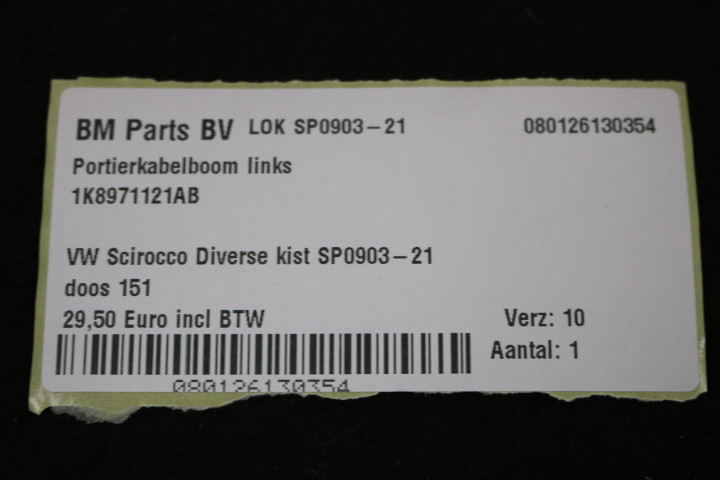 BM Parts BV LOK SP0903-21 080126130354
Portierkabelboom links
1K8971121AB
VW Scirocco Diverse kist SP0903-21
doos 151
29,50 Euro incl BTW
Verz: 10
Aantal: 1
080126130354